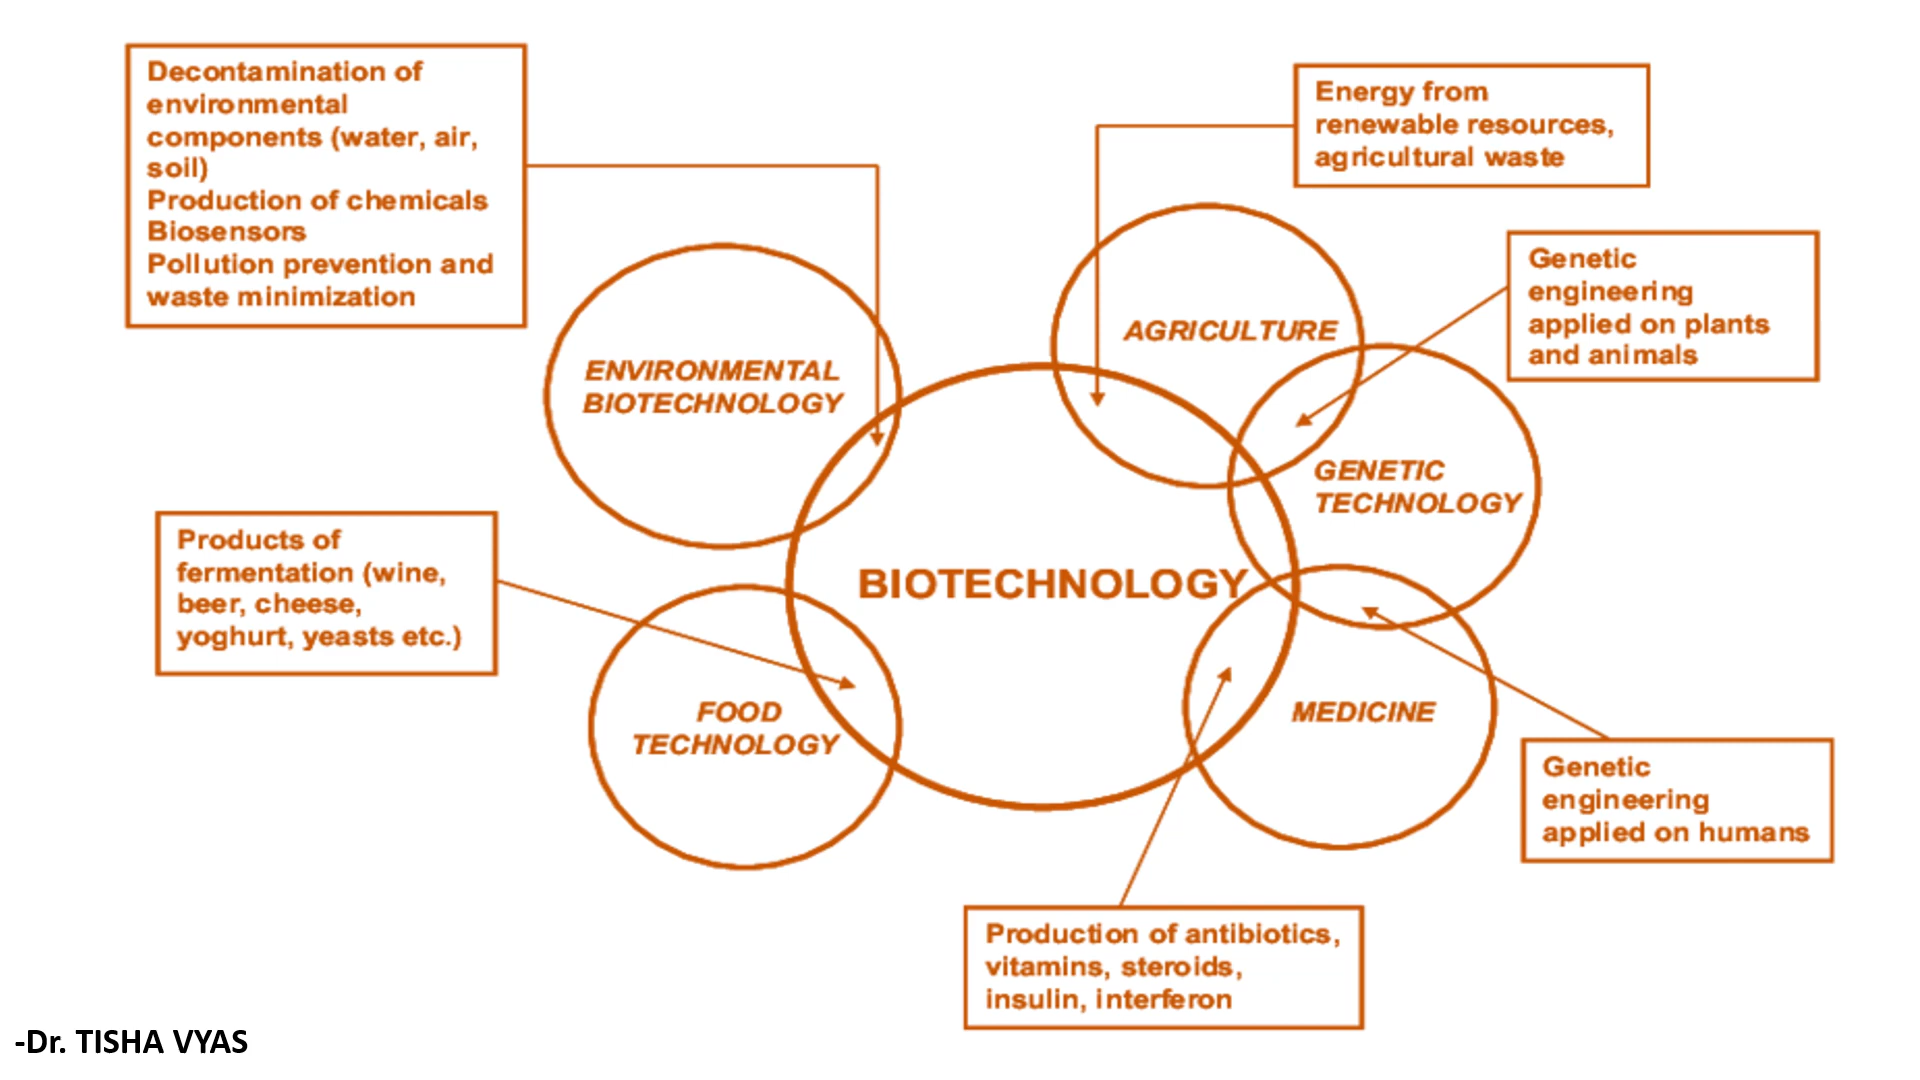 Decontamination of
environmental
components (water, air,
soil)
Production of chemicals
Biosensors
Pollution prevention and
waste minimization
Energy from
renewable resources,
agricultural waste
Genetic
engineering
applied on plants
and animals
AGRICULTURE
ENVIRONMENTAL
BIOTECHNOLOGY
GENETIC
TECHNOLOGY
Products of
fermentation (wine,
beer, cheese,
yoghurt, yeasts etc.)
BIOTECHNOLOGY
FOOD
TECHNOLOGY
MEDICINE
Genetic
engineering
applied on humans
Production of antibiotics,
vitamins, steroids,
insulin, interferon
-Dr. TISHA VYAS